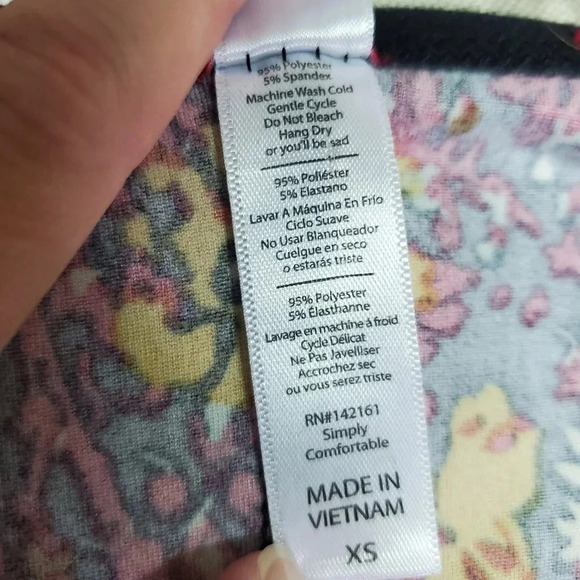 95% Polyester
5% Spandex
Machine Wash Cold
Gentle Cycle
Do Not Bleach
Hang Dry
or you'll be sad
95% Poliéster
5% Elastano
Lavar A Máquina En Frío
Ciclo Suave
No Usar Blanqueador
Cuelgue en seco
o estarás triste
95% Polyester
5% Élasthanne
Lavage en machine à froid
Cycle Délicat
Ne Pas Javelliser
Accrochez sec
ou vous serez triste
RN#142161
Simply
Comfortable
MADE IN
VIETNAM
XS